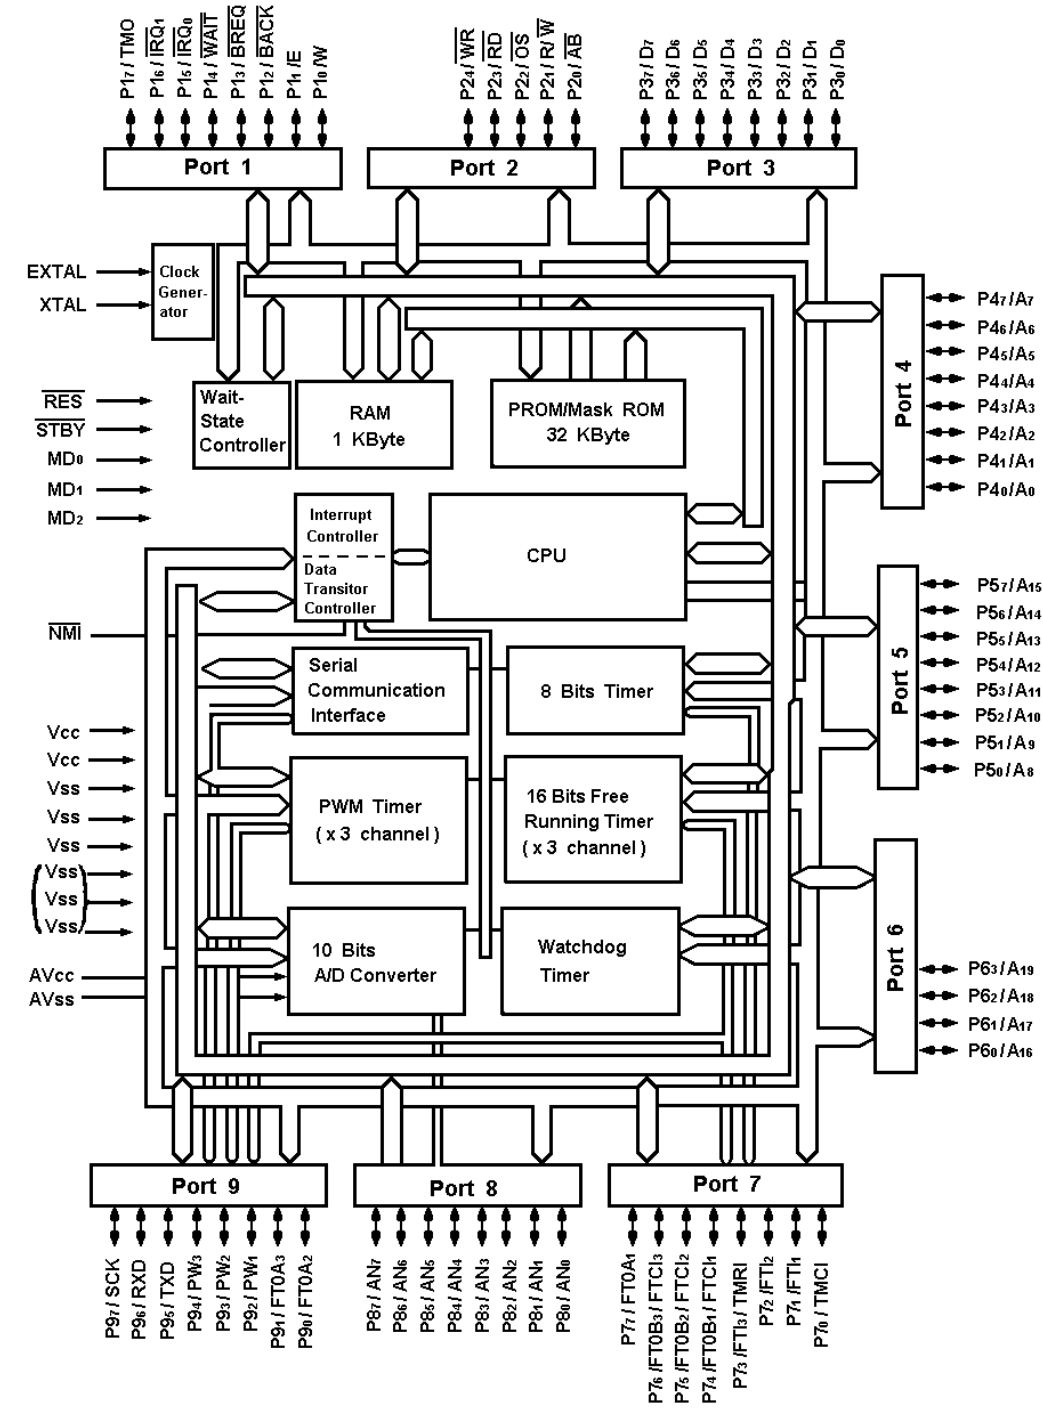 P17 / TMO
P16 / IRQ1
P15 / IRQ0
P14 / WAIT
P13 / BREQ
P12 / BACK
P11 /E
P10 /W
P24 / WR
P23 / RD
P22 / OS
P21 / R/ W
P20 / AB
P37 / D7
P36 / D6
P35 / D5
P34 / D4
P33 / D3
P32 / D2
P31 / D1
P30 / D0
Port 1
Port 2
Port 3
EXTAL
XTAL
Clock
Gener-
ator
RES
STBY
MD0
MD1
MD2
Wait-
State
Controller
RAM
1 KByte
PROM/Mask ROM
32 KByte
Port 4
P47 / A7
P46 / A6
P45 / A5
P44 / A4
P43 / A3
P42 / A2
P41 / A1
P40 / A0
Interrupt
Controller
Data
Transitor
Controller
CPU
NMI
Serial
Communication
Interface
8 Bits Timer
Port 5
P57 / A15
P56 / A14
P55 / A13
P54 / A12
P53 / A11
P52 / A10
P51 / A9
P50 / A8
Vcc
Vcc
Vss
Vss
Vss
Vss
Vss
Vss
PWM Timer
( x 3 channel )
16 Bits Free
Running Timer
( x 3 channel )
AVcc
AVss
10 Bits
A/D Converter
Watchdog
Timer
Port 6
P63 / A19
P62 / A18
P61 / A17
P60 / A16
Port 9
Port 8
Port 7
P97 / SCK
P96 / RXD
P95 / TXD
P94 / PW3
P93 / PW2
P92 / PW1
P91 / FT0A3
P90 / FT0A2
P87 / AN7
P86 / AN6
P85 / AN5
P84 / AN4
P83 / AN3
P82 / AN2
P81 / AN1
P80 / AN0
P77 / FT0A1
P76 /FT0B3 / FTCI3
P75 /FT0B2 / FTCI2
P74 /FT0B1 / FTCI1
P73 /FTI3 / TMRI
P72 /FTI2
P71 /FTI1
P70 / TMCI